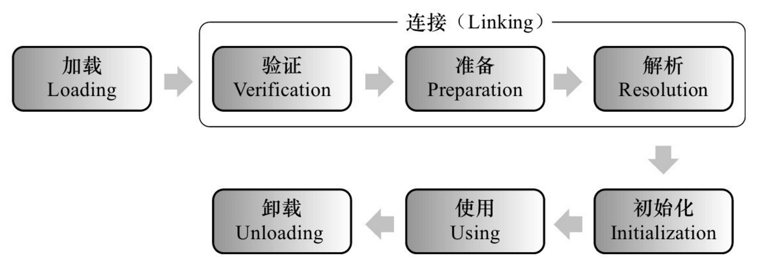 连接（Linking）
加载
Loading
验证
Verification
准备
Preparation
解析
Resolution
初始化
Initialization
使用
Using
卸载
Unloading